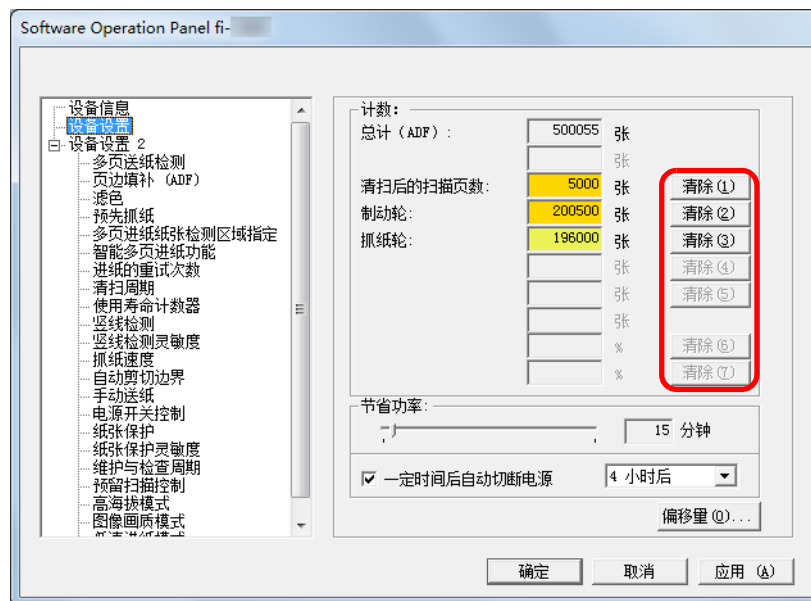 Software Operation Panel fi-
设备信息
设备设置
设备设置 2
多页送纸检测
页边填补 (ADF)
滤色
预先抓纸
多页进纸纸张检测区域指定
智能多页进纸功能
进纸的重试次数
清扫周期
使用寿命计数器
竖线检测
竖线检测灵敏度
抓纸速度
自动剪切边界
手动送纸
电源开关控制
纸张保护
纸张保护灵敏度
维护与检查周期
预留扫描控制
高海拔模式
图像画质模式
低速进纸模式
计数:
总计 (ADF) : 500055 张
张
清扫后的扫描页数: 5000 张 清除(1)
制动轮: 200500 张 清除(2)
抓纸轮: 196000 张 清除(3)
张 清除(4)
张 清除(5)
张
% 清除(6)
% 清除(7)
节省功率:
15 分钟
一定时间后自动切断电源 4 小时后
偏移量(O)...
确定 取消 应用 (A)